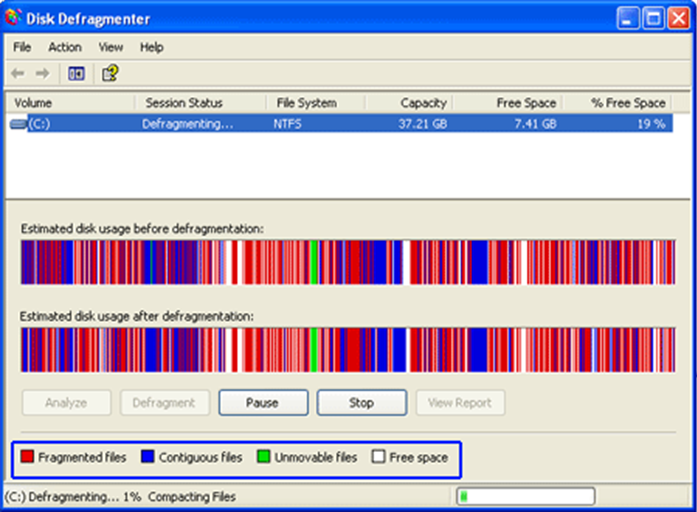 Disk Defragmenter
File Action View Help
Volume Session Status File System Capacity Free Space % Free Space
(C:) Defragmenting... NTFS 37.21 GB 7.41 GB 19 %
Estimated disk usage before defragmentation:
Estimated disk usage after defragmentation:
Analyze Defragment Pause Stop View Report
Fragmented files Contiguous files Unmovable files Free space
(C:) Defragmenting... 1% Compacting Files